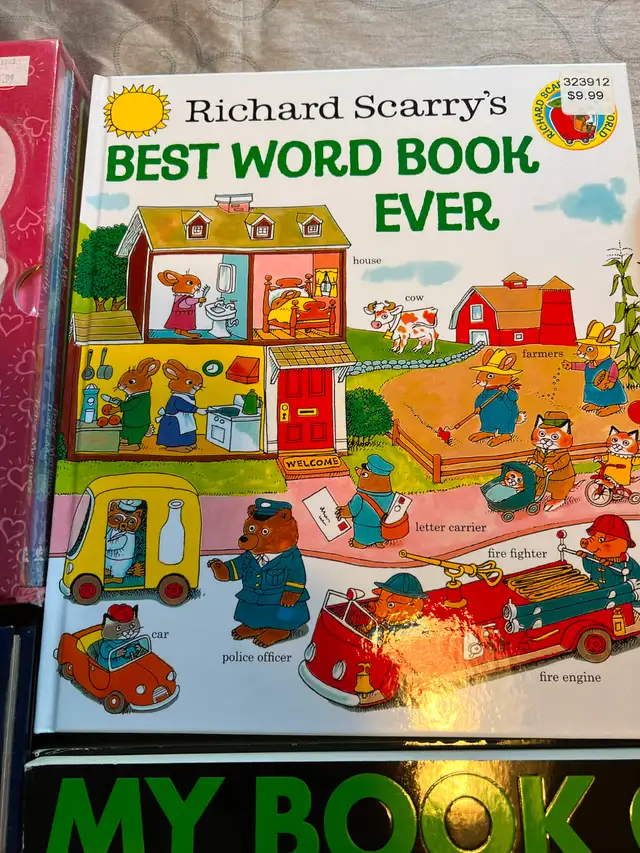 Richard Scarry's
BEST WORD BOOK
EVER
323912
$9.99
house
cow
farmers
WELCOME
letter carrier
fire fighter
car
police officer
fire engine
MY BOOK